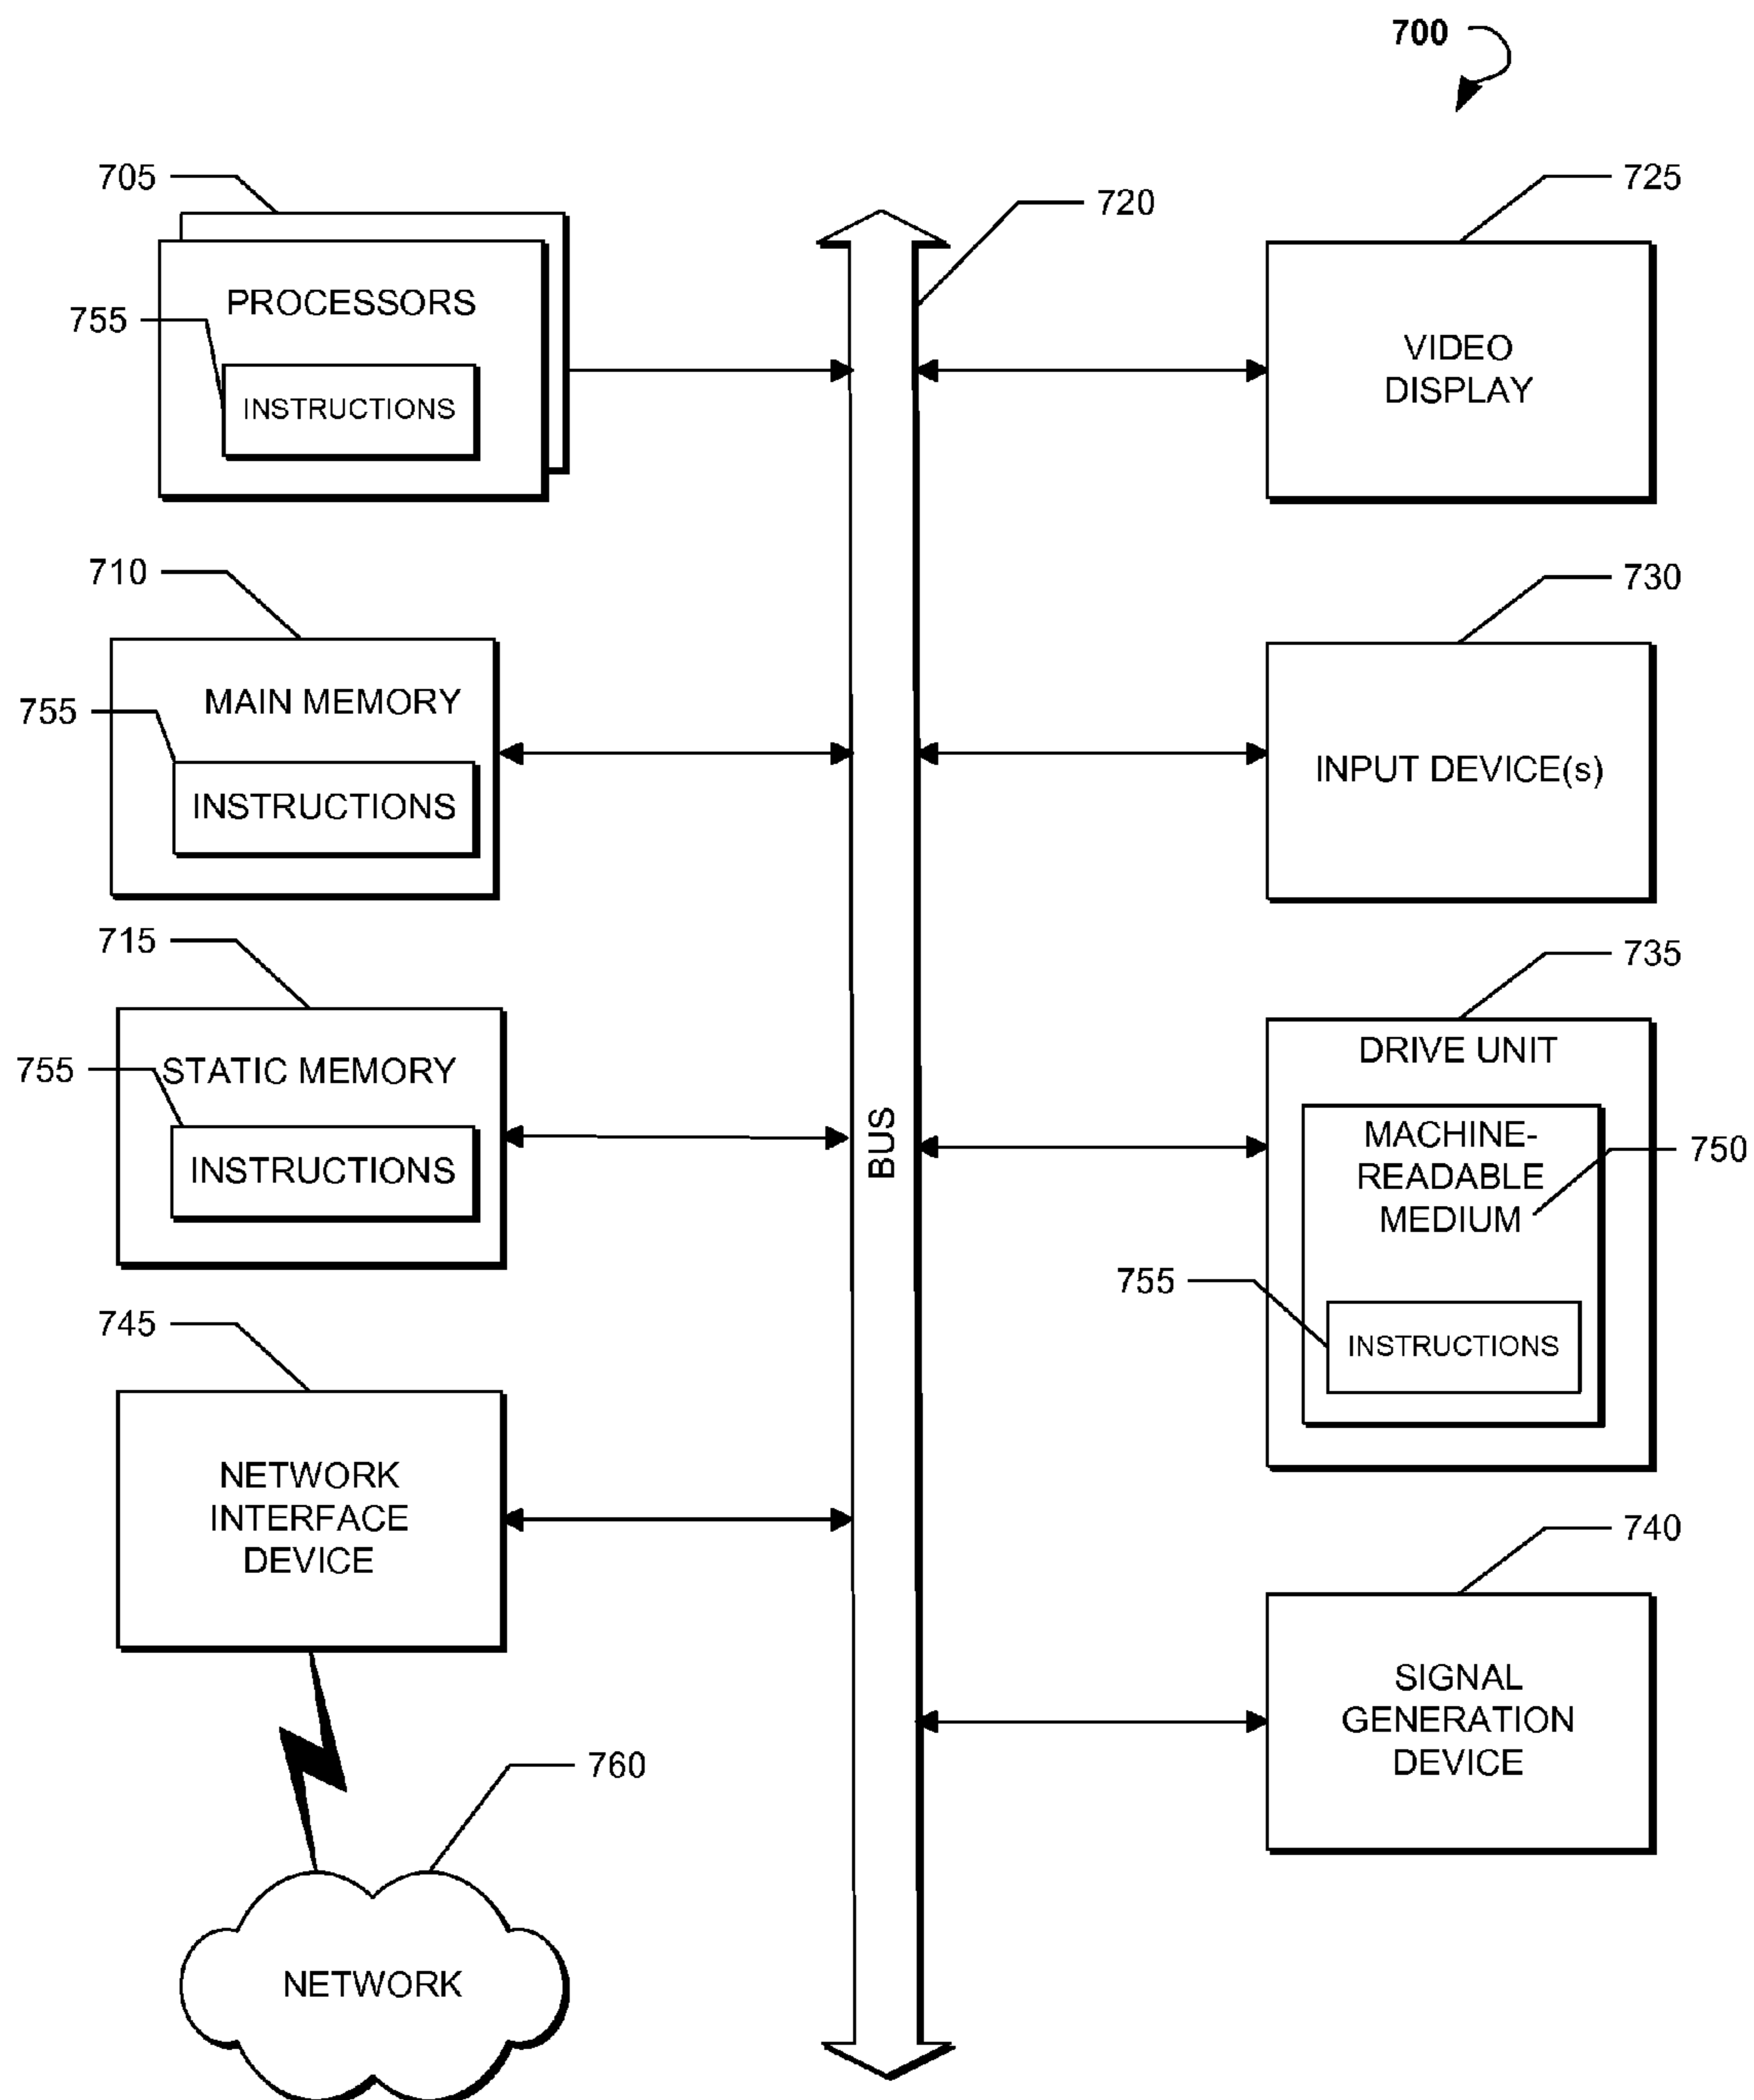 700
705
720
725
PROCESSORS
755
INSTRUCTIONS
VIDEO
DISPLAY
710
730
MAIN MEMORY
755
INSTRUCTIONS
INPUT DEVICE(s)
715
735
STATIC MEMORY
755
INSTRUCTIONS
BUS
DRIVE UNIT
MACHINE-
READABLE
MEDIUM
750
755
INSTRUCTIONS
745
NETWORK
INTERFACE
DEVICE
740
SIGNAL
GENERATION
DEVICE
760
NETWORK